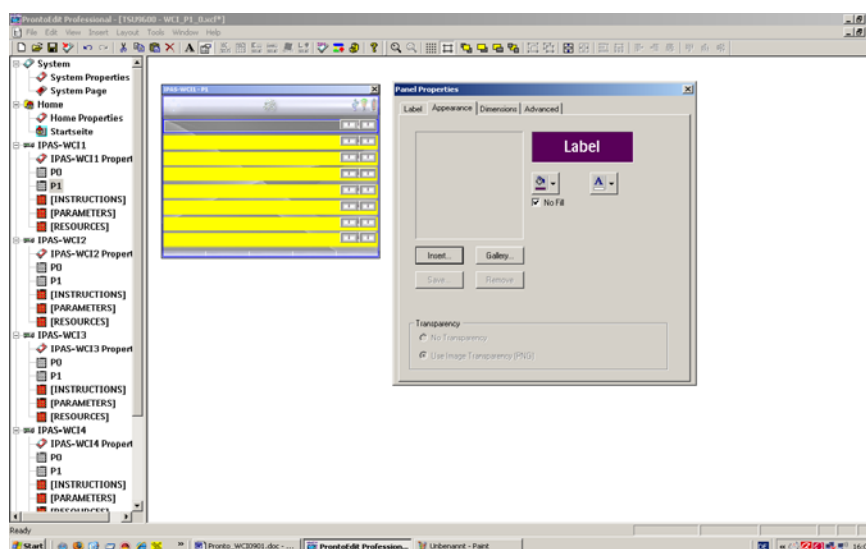 ProntoEdit Professional - [TSU9600 - WCI_P1_0.xcf*]
File Edit View Insert Layout Tools Window Help
System
System Properties
System Page
Home
Home Properties
Startseite
IPAS-WCI1
IPAS-WCI1 Propert
P0
P1
[INSTRUCTIONS]
[PARAMETERS]
[RESOURCES]
IPAS-WCI2
IPAS-WCI2 Propert
P0
P1
[INSTRUCTIONS]
[PARAMETERS]
[RESOURCES]
IPAS-WCI3
IPAS-WCI3 Propert
P0
P1
[INSTRUCTIONS]
[PARAMETERS]
[RESOURCES]
IPAS-WCI4
IPAS-WCI4 Propert
P0
P1
[INSTRUCTIONS]
[PARAMETERS]
IPAS-WCI1 - P1
Panel Properties
Label Appearance Dimensions Advanced
Label
No Fill
Insert... Gallery...
Save... Remove
Transparency
No Transparency
Use Image Transparency (PNG)
Ready
Start Pronto_WCI0901.doc - ... ProntoEdit Profession... Unbenannt - Paint